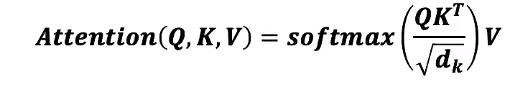 Attention(Q, K, V) = softmax(QK^T / √d_k)V